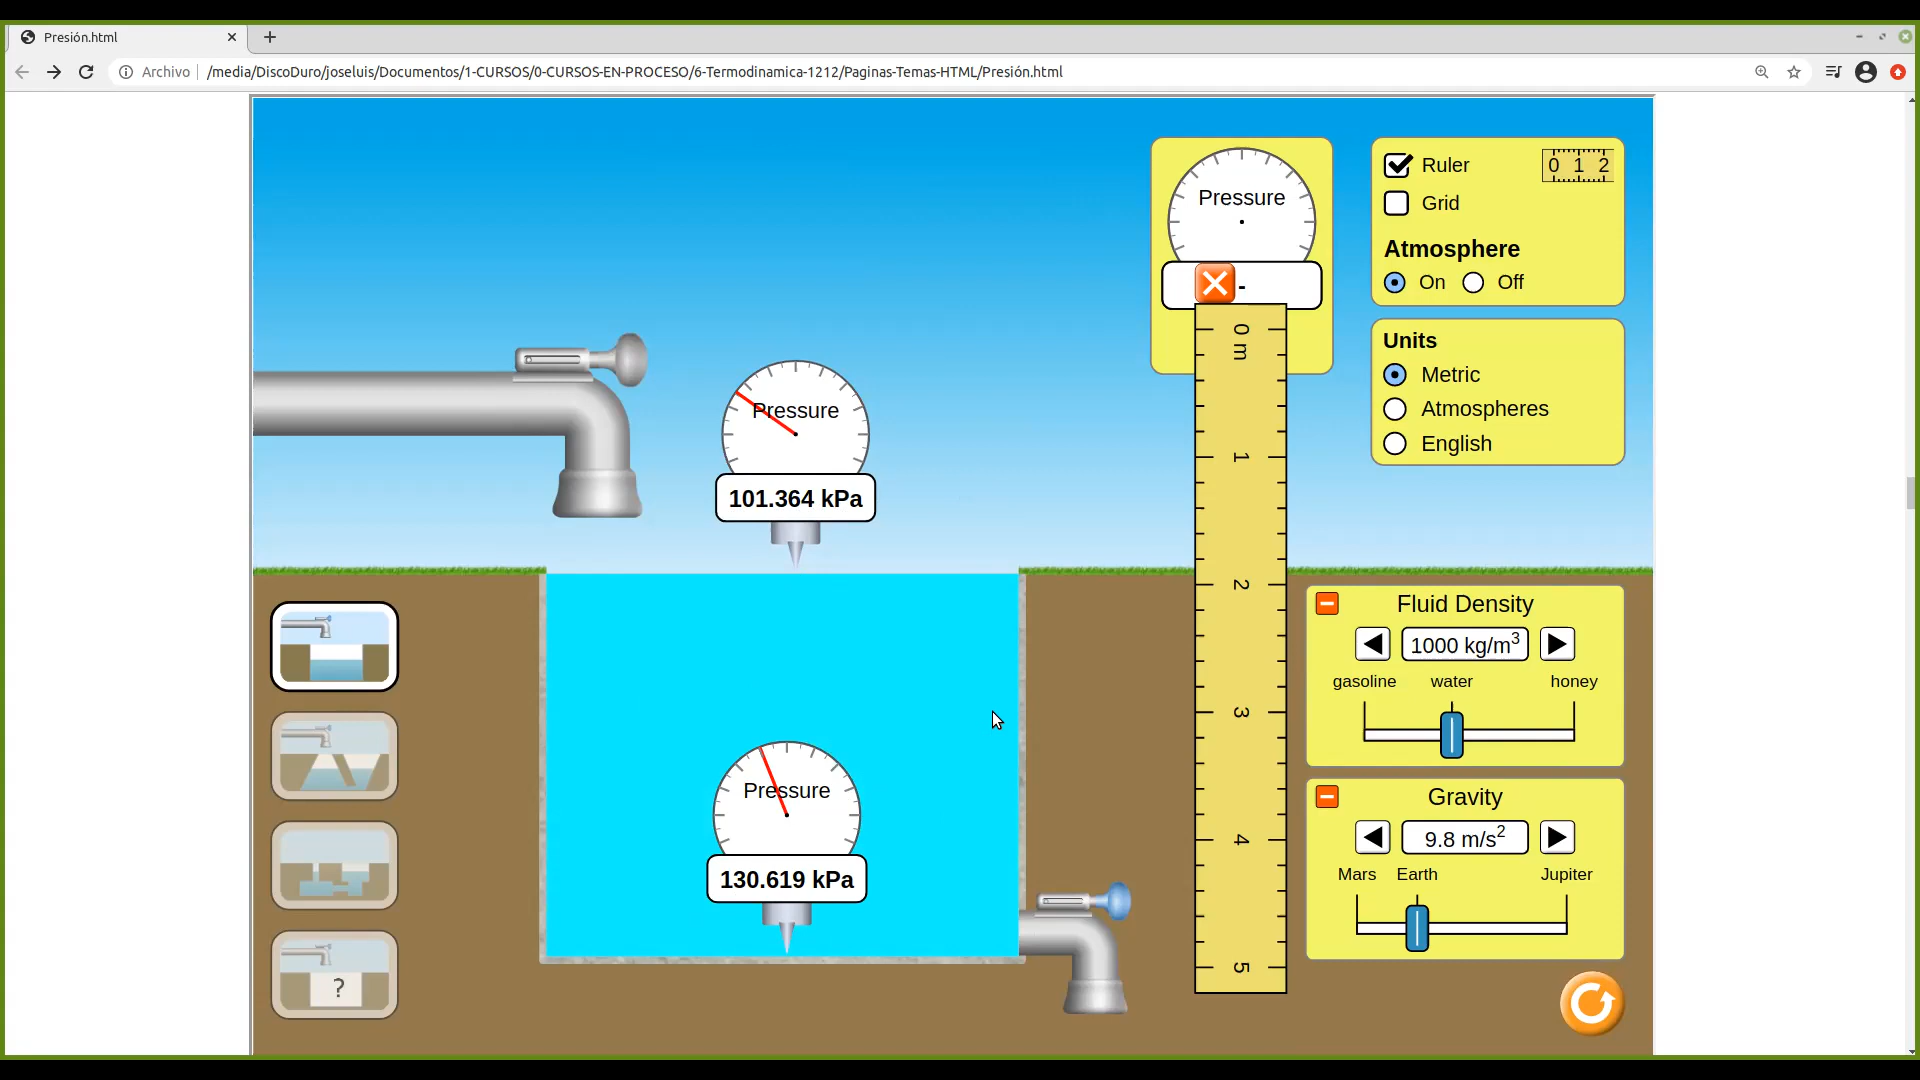 Presión.html
Archivo
/media/DiscoDuro/joseluis/Documentos/1-CURSOS/0-CURSOS-EN-PROCESO/6-Termodinamica-1212/Paginas-Temas-HTML/Presión.html
Pressure
-
Ruler
0 1 2
Grid
Atmosphere
On Off
Units
Metric
Atmospheres
English
Pressure
101.364 kPa
0 m
1
2
3
4
5
Pressure
130.619 kPa
Fluid Density
1000 kg/m³
gasoline water honey
Gravity
9.8 m/s²
Mars Earth Jupiter
?